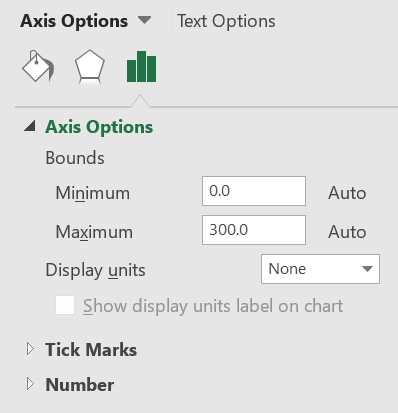 Axis Options Text Options
Axis Options
Bounds
Minimum 0.0 Auto
Maximum 300.0 Auto
Display units None
Show display units label on chart
Tick Marks
Number